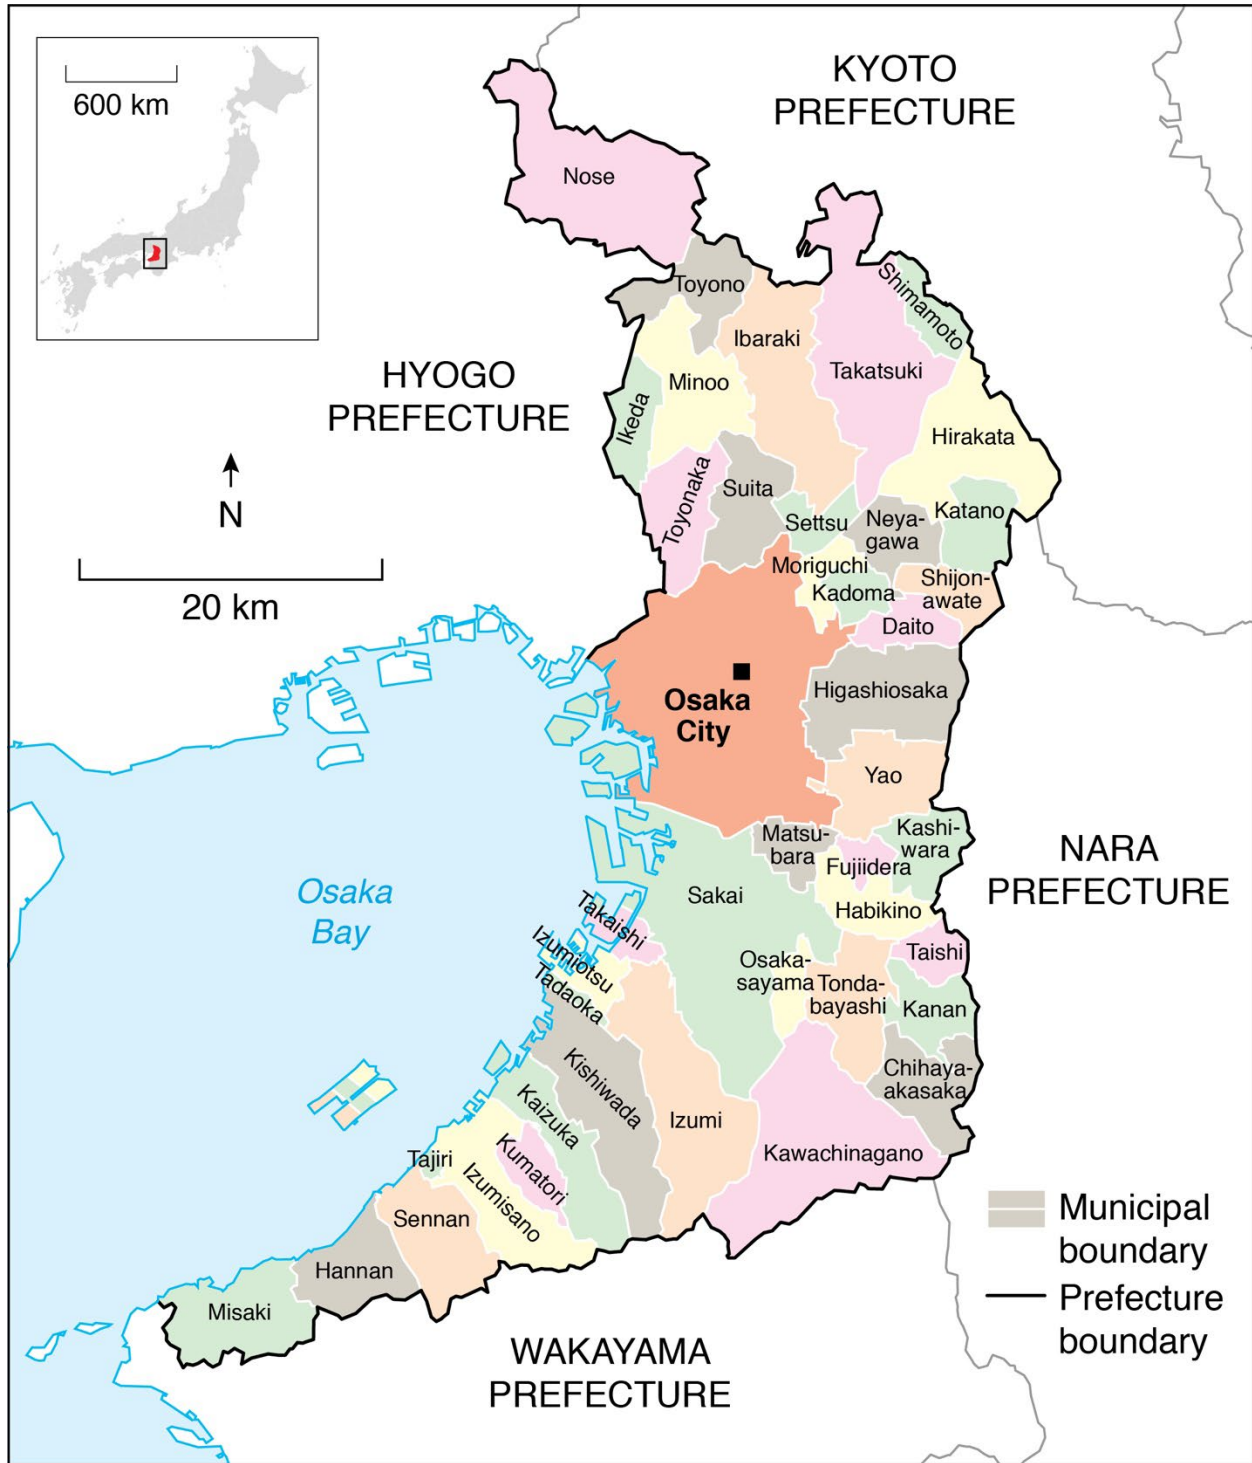 600 km
KYOTO
PREFECTURE
Nose
Toyono
Shimamoto
Ibaraki
Takatsuki
HYOGO
PREFECTURE
Minoo
Ikeda
Hirakata
N
Toyonaka
Suita
Settsu
Neya-
gawa
Katano
20 km
Moriguchi
Kadoma
Shijon-
awate
Daito
Osaka
City
Higashiosaka
Yao
Matsu-
bara
Kashi-
wara
Fujiidera
NARA
PREFECTURE
Osaka
Bay
Sakai
Habikino
Takaishi
Izumiotsu
Tadaoka
Osaka-
sayama
Tonda-
bayashi
Taishi
Kanan
Chihaya-
akasaka
Kishiwada
Kaizuka
Izumi
Kawachinagano
Tajiri
Kumatori
Izumisano
Sennan
Hannan
Misaki
Municipal
boundary
Prefecture
boundary
WAKAYAMA
PREFECTURE